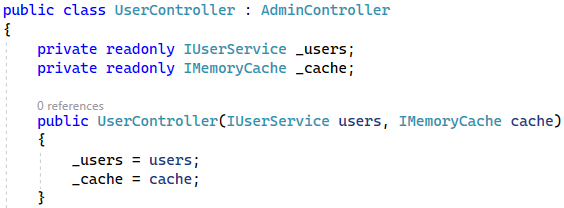 public class UserController : AdminController
{
    private readonly IUserService _users;
    private readonly IMemoryCache _cache;
    0 references
    public UserController(IUserService users, IMemoryCache cache)
    {
        _users = users;
        _cache = cache;
    }